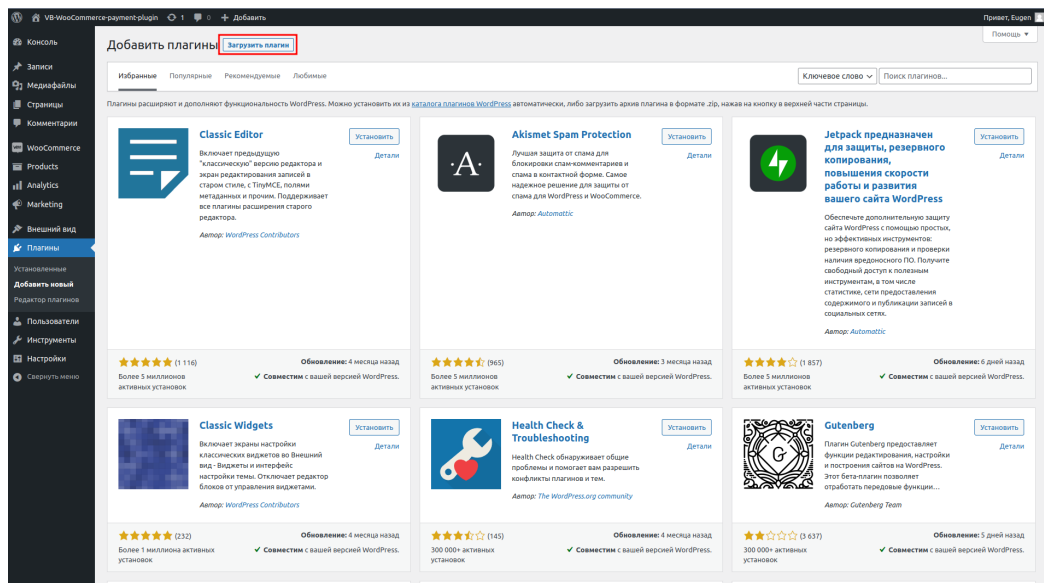 VB-WooCommerce-payment-plugin 1 0 Добавить Привет, Eugen
Консоль
Записи
Медиафайлы
Страницы
Комментарии
WooCommerce
Products
Analytics
Marketing
Внешний вид
Плагины
Установленные
Добавить новый
Редактор плагинов
Пользователи
Инструменты
Настройки
Свернуть меню
Помощь
Добавить плагины Загрузить плагин
Избранные Популярные Рекомендуемые Любимые Ключевое слово Поиск плагинов...
Плагины расширяют и дополняют функциональность WordPress. Можно установить их из каталога плагинов WordPress автоматически, либо загрузить архив плагина в формате .zip, нажав на кнопку в верхней части страницы.
Classic Editor
Установить
Детали
Включает предыдущую
"классическую" версию редактора и
экран редактирования записей в
старом стиле, с TinyMCE, полями
метаданных и прочим. Поддерживает
все плагины расширения старого
редактора.
Автор: WordPress Contributors
(1 116)
Более 5 миллионов
активных установок
Обновление: 4 месяца назад
Совместим с вашей версией WordPress.
·A·
Akismet Spam Protection
Установить
Детали
Лучшая защита от спама для
блокировки спам-комментариев и
спама в контактной форме. Самое
надежное решение для защиты от
спама для WordPress и WooCommerce.
Автор: Automattic
(965)
Более 5 миллионов
активных установок
Обновление: 3 месяца назад
Совместим с вашей версией WordPress.
Jetpack предназначен
для защиты, резервного
копирования,
повышения скорости
работы и развития
вашего сайта WordPress
Установить
Детали
Обеспечьте дополнительную защиту
сайта WordPress с помощью простых,
но эффективных инструментов:
резервного копирования и проверки
наличия вредоносного ПО. Получите
свободный доступ к полезным
инструментам, в том числе
статистике, сети предоставления
содержимого и публикации записей в
социальных сетях.
Автор: Automattic
(1 857)
Более 5 миллионов
активных установок
Обновление: 6 дней назад
Совместим с вашей версией WordPress.
Classic Widgets
Установить
Детали
Включает экраны настройки
классических виджетов во Внешний
вид - Виджеты и интерфейс
настройки темы. Отключает редактор
блоков от управления виджетами.
Автор: WordPress Contributors
(232)
Более 1 миллиона активных
установок
Обновление: 4 месяца назад
Совместим с вашей версией WordPress.
Health Check &
Troubleshooting
Установить
Детали
Health Check обнаруживает общие
проблемы и помогает вам разрешить
конфликты плагинов и тем.
Автор: The WordPress.org community
(145)
300 000+ активных
установок
Обновление: 4 месяца назад
Совместим с вашей версией WordPress.
G
Gutenberg
Установить
Детали
Плагин Gutenberg предоставляет
функции редактирования, настройки
и построения сайтов на WordPress.
Этот бета-плагин позволяет
отработать передовые функции…
Автор: Gutenberg Team
(3 637)
300 000+ активных
установок
Обновление: 5 дней назад
Совместим с вашей версией WordPress.